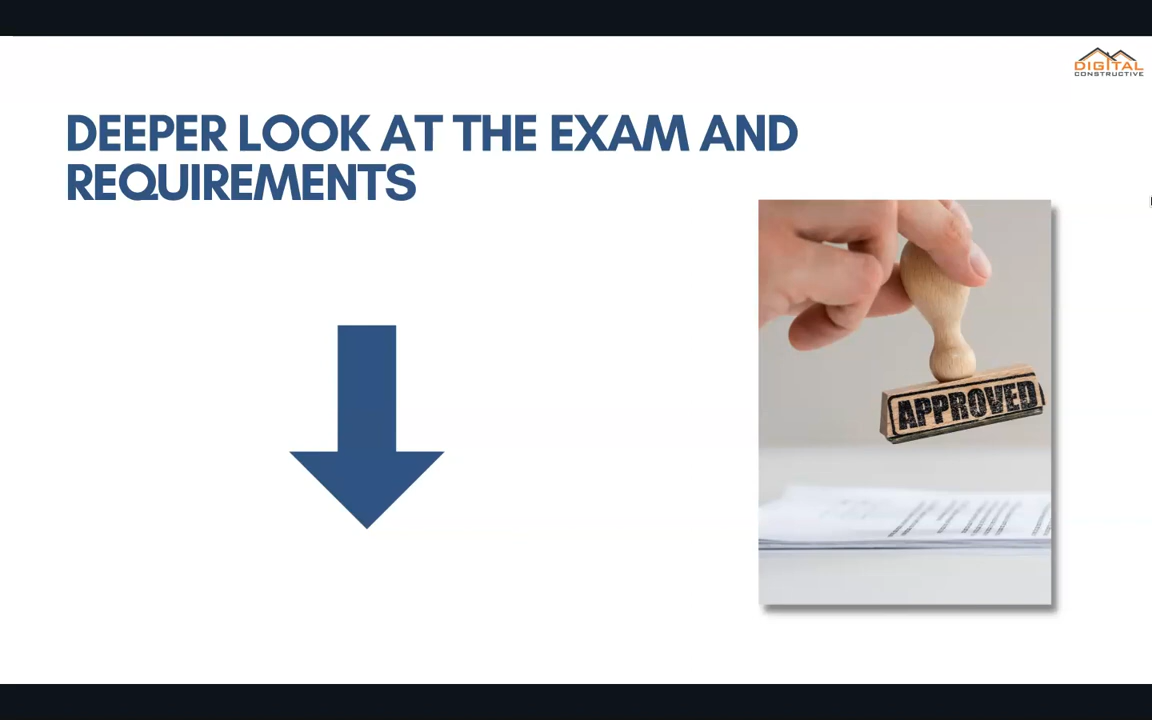 DIGITAL
CONSTRUCTIVE
DEEPER LOOK AT THE EXAM AND
REQUIREMENTS
APPROVED